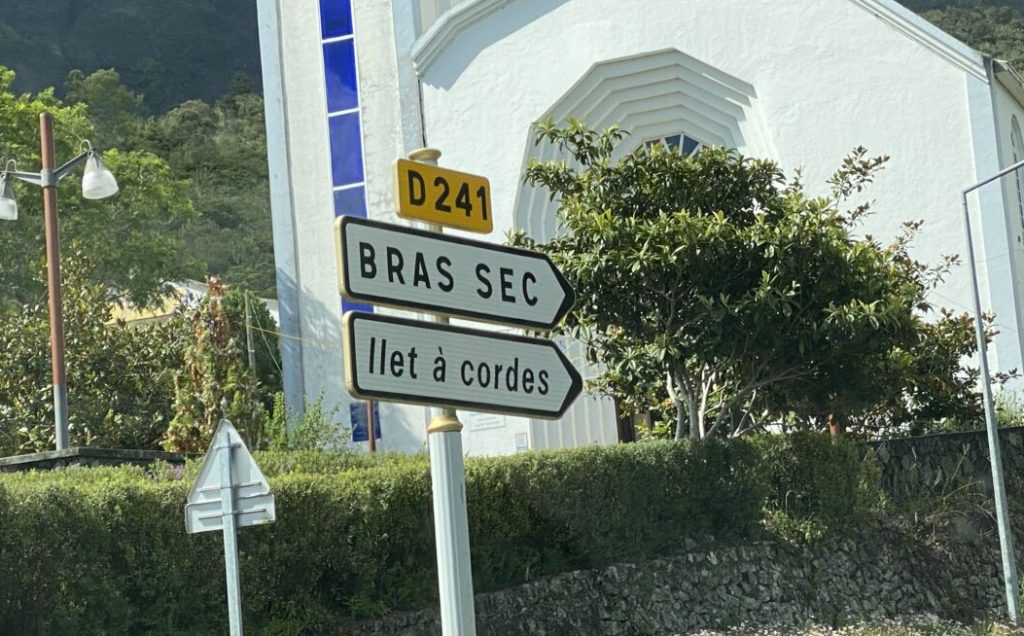 D241
BRAS SEC
Ilet à cordes